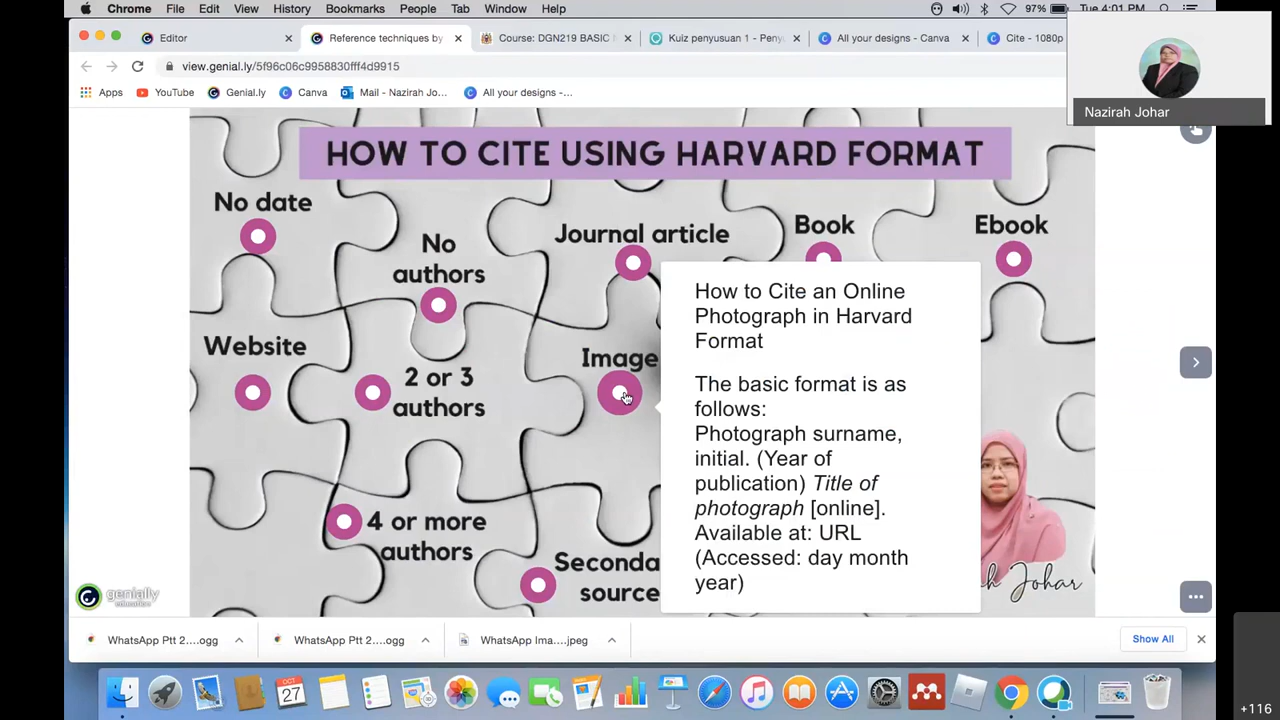 Chrome File Edit View History Bookmarks People Tab Window Help 97% Tue 4:01 PM
Editor
Reference techniques by
Course: DGN219 BASIC
Kuiz penyusuan 1 - Peny
All your designs - Canva
Cite - 1080p
view.genial.ly/5f96c06c9958830fff4d9915
Apps YouTube Genial.ly Canva Mail - Nazirah Jo... All your designs -...
Nazirah Johar
HOW TO CITE USING HARVARD FORMAT
No date
No
authors
Journal article
Book
Ebook
Website
2 or 3
authors
Image
4 or more
authors
Seconda
source
How to Cite an Online
Photograph in Harvard
Format
The basic format is as
follows:
Photograph surname,
initial. (Year of
publication) Title of
photograph [online].
Available at: URL
(Accessed: day month
year)
h Johar
genially
education
WhatsApp Ptt 2....ogg
WhatsApp Ptt 2....ogg
WhatsApp Ima....jpeg
Show All
OCT
27
+116